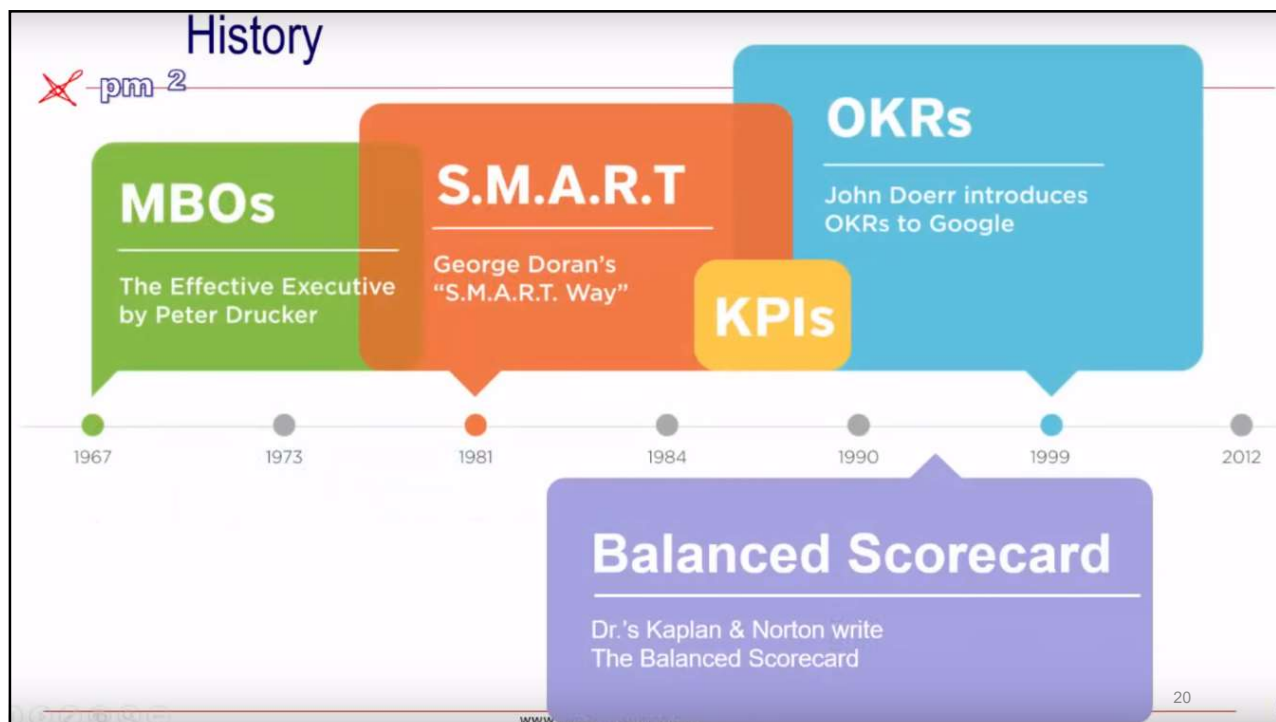 History
pm 2
MBOs
The Effective Executive
by Peter Drucker
S.M.A.R.T
George Doran's
“S.M.A.R.T. Way”
KPIs
OKRs
John Doerr introduces
OKRs to Google
1967
1973
1981
1984
1990
1999
2012
Balanced Scorecard
Dr.'s Kaplan & Norton write
The Balanced Scorecard
20